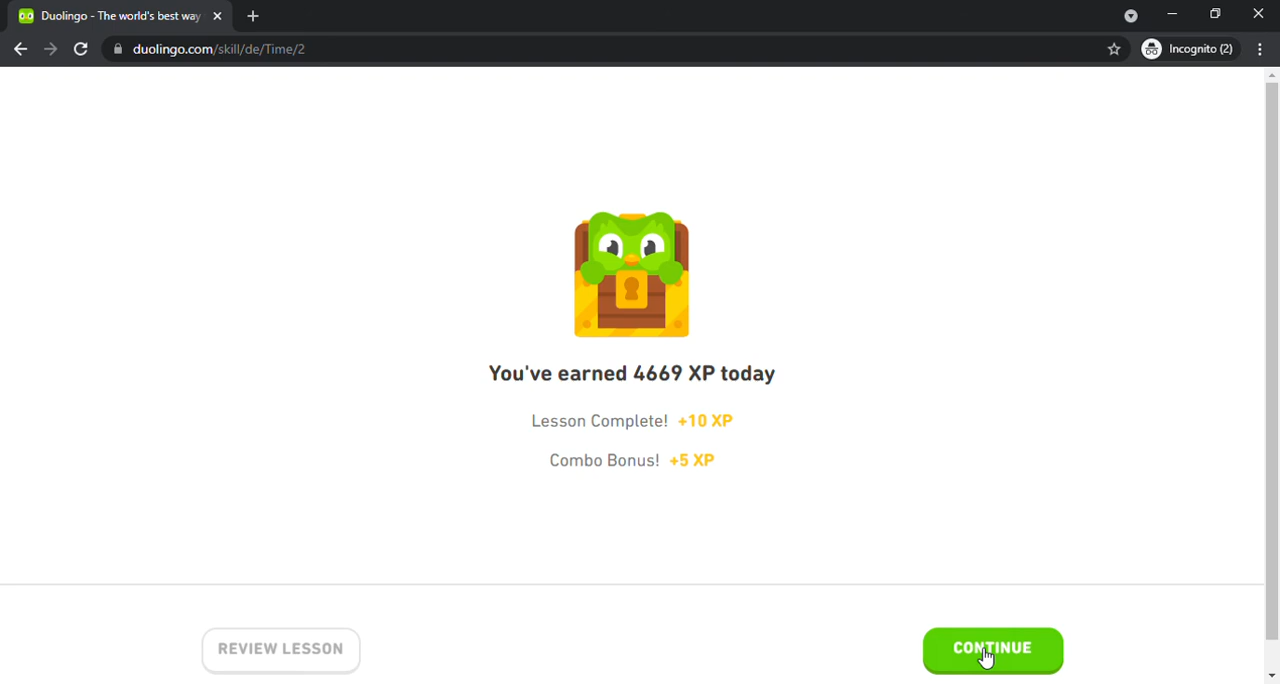 Duolingo - The world's best way
duolingo.com/skill/de/Time/2
Incognito (2)
You've earned 4669 XP today
Lesson Complete! +10 XP
Combo Bonus! +5 XP
REVIEW LESSON
CONTINUE